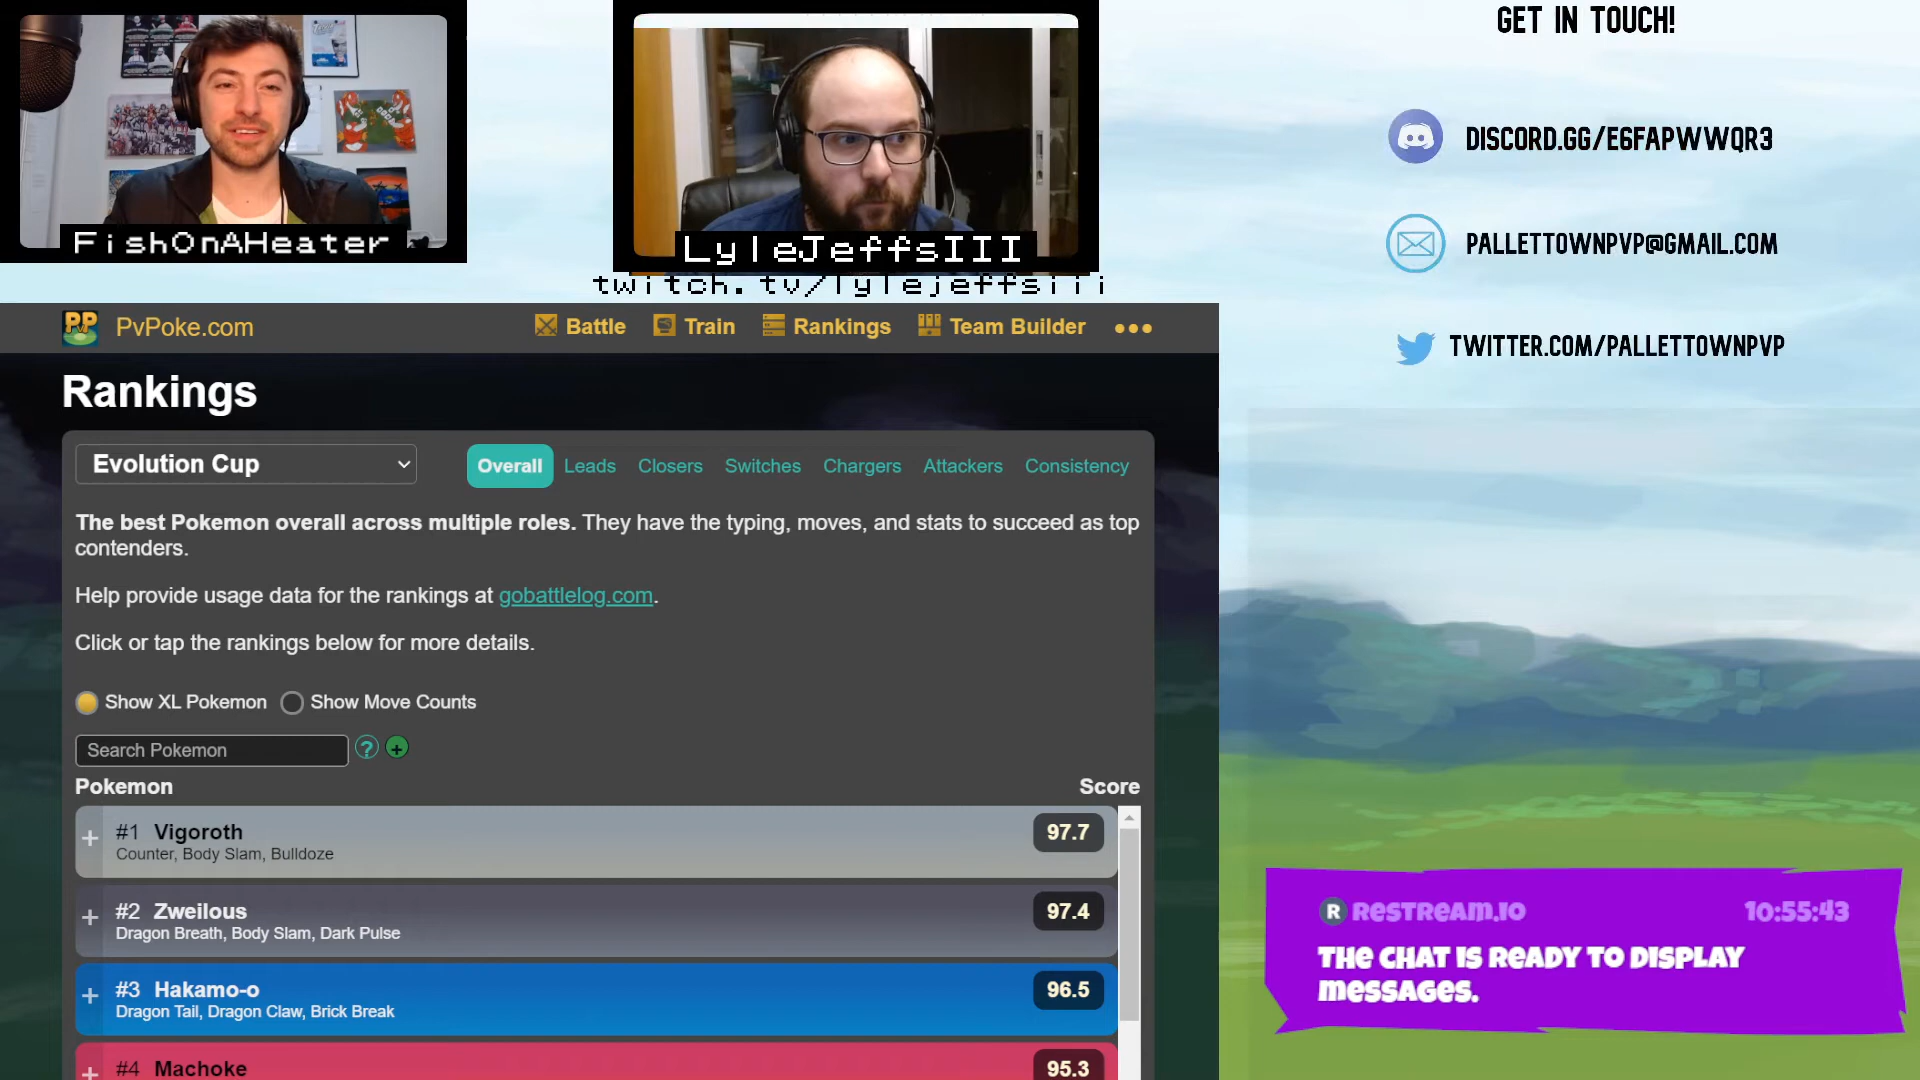 GET IN TOUCH!
DISCORD.GG/E6FAPWWQR3
PALLETTOWNPVP@GMAIL.COM
TWITTER.COM/PALLETTOWNPVP
FishOnAHeater
LyleJeffsIII
twitch.tv/lylejeffsiii
PvPoke.com
Battle
Train
Rankings
Team Builder
Rankings
Evolution Cup
Overall
Leads
Closers
Switches
Chargers
Attackers
Consistency
The best Pokemon overall across multiple roles. They have the typing, moves, and stats to succeed as top
contenders.
Help provide usage data for the rankings at gobattlelog.com.
Click or tap the rankings below for more details.
Show XL Pokemon
Show Move Counts
Search Pokemon
?
+
Pokemon
Score
+ #1 Vigoroth 97.7
Counter, Body Slam, Bulldoze
+ #2 Zweilous 97.4
Dragon Breath, Body Slam, Dark Pulse
+ #3 Hakamo-o 96.5
Dragon Tail, Dragon Claw, Brick Break
+ #4 Machoke 95.3
R Restream.io 10:55:43
The chat is ready to display
messages.